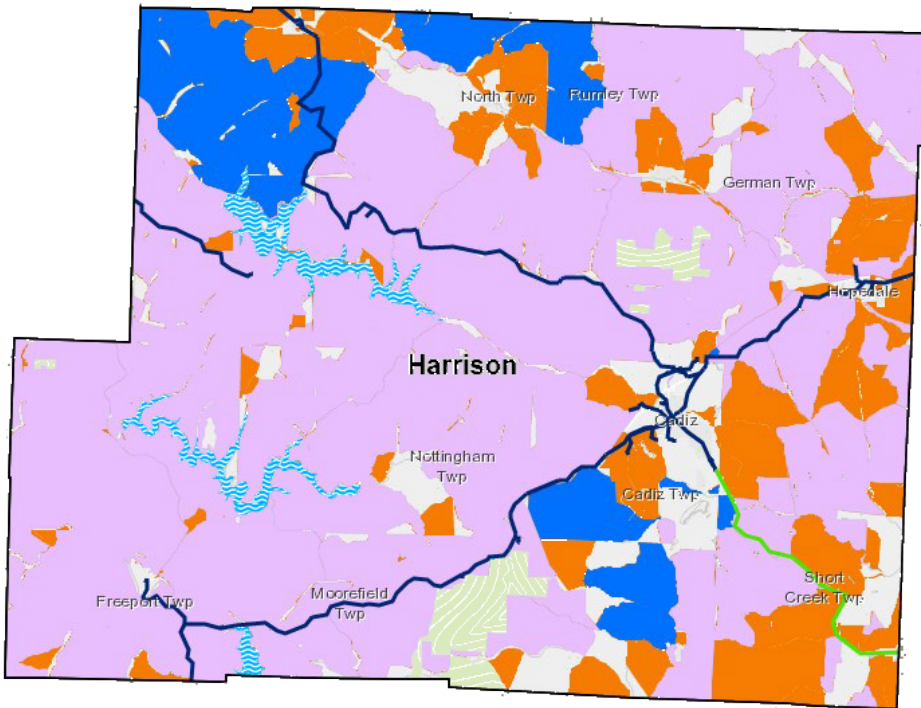 North Twp
Rumley Twp
German Twp
Hopedale
Harrison
Cadiz
Nottingham
Twp
Cadiz Twp
Short
Creek Twp
Moorefield
Twp
Freeport Twp